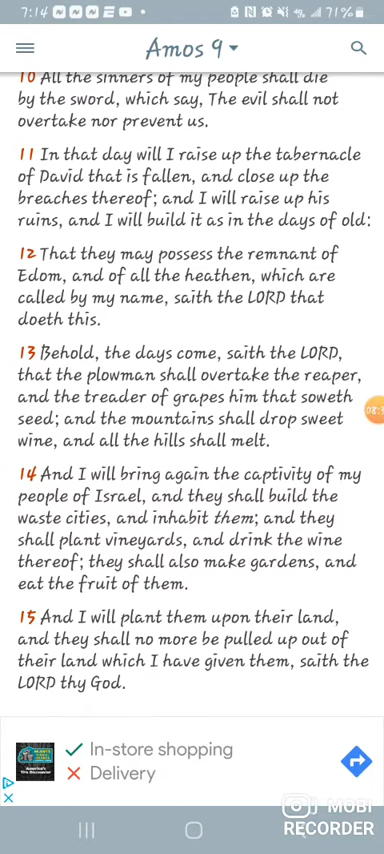 7:14
71%
Amos 9
10 All the sinners of my people shall die
by the sword, which say, The evil shall not
overtake nor prevent us.
11 In that day will I raise up the tabernacle
of David that is fallen, and close up the
breaches thereof; and I will raise up his
ruins, and I will build it as in the days of old:
12 That they may possess the remnant of
Edom, and of all the heathen, which are
called by my name, saith the LORD that
doeth this.
13 Behold, the days come, saith the LORD,
that the plowman shall overtake the reaper,
and the treader of grapes him that soweth
seed; and the mountains shall drop sweet
wine, and all the hills shall melt.
14 And I will bring again the captivity of my
people of Israel, and they shall build the
waste cities, and inhabit them; and they
shall plant vineyards, and drink the wine
thereof; they shall also make gardens, and
eat the fruit of them.
15 And I will plant them upon their land,
and they shall no more be pulled up out of
their land which I have given them, saith the
LORD thy God.
In-store shopping
Delivery
MOBI
RECORDER